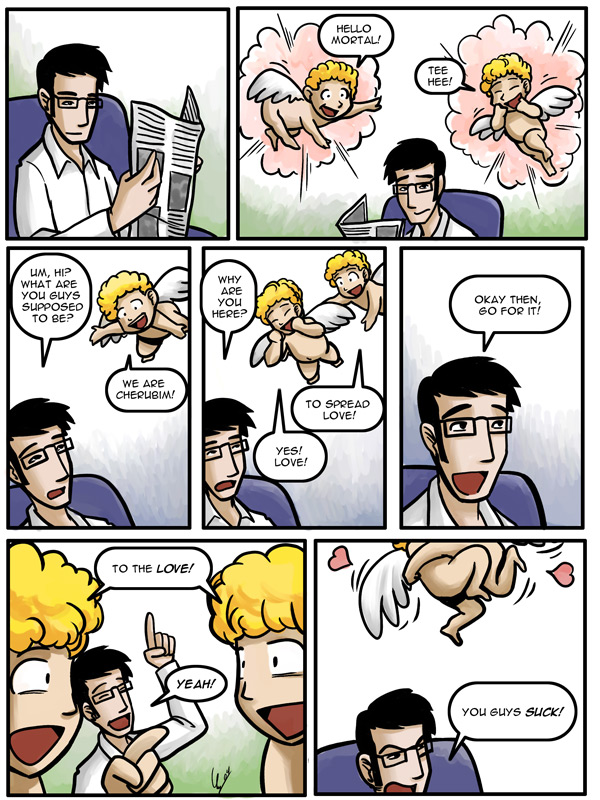 HELLO
MORTAL!
TEE
HEE!
UM, HI?
WHAT ARE
YOU GUYS
SUPPOSED
TO BE?
WE ARE
CHERUBIM!
WHY
ARE
YOU
HERE?
TO SPREAD
LOVE!
YES!
LOVE!
OKAY THEN,
GO FOR IT!
TO THE LOVE!
YEAH!
YOU GUYS SUCK!